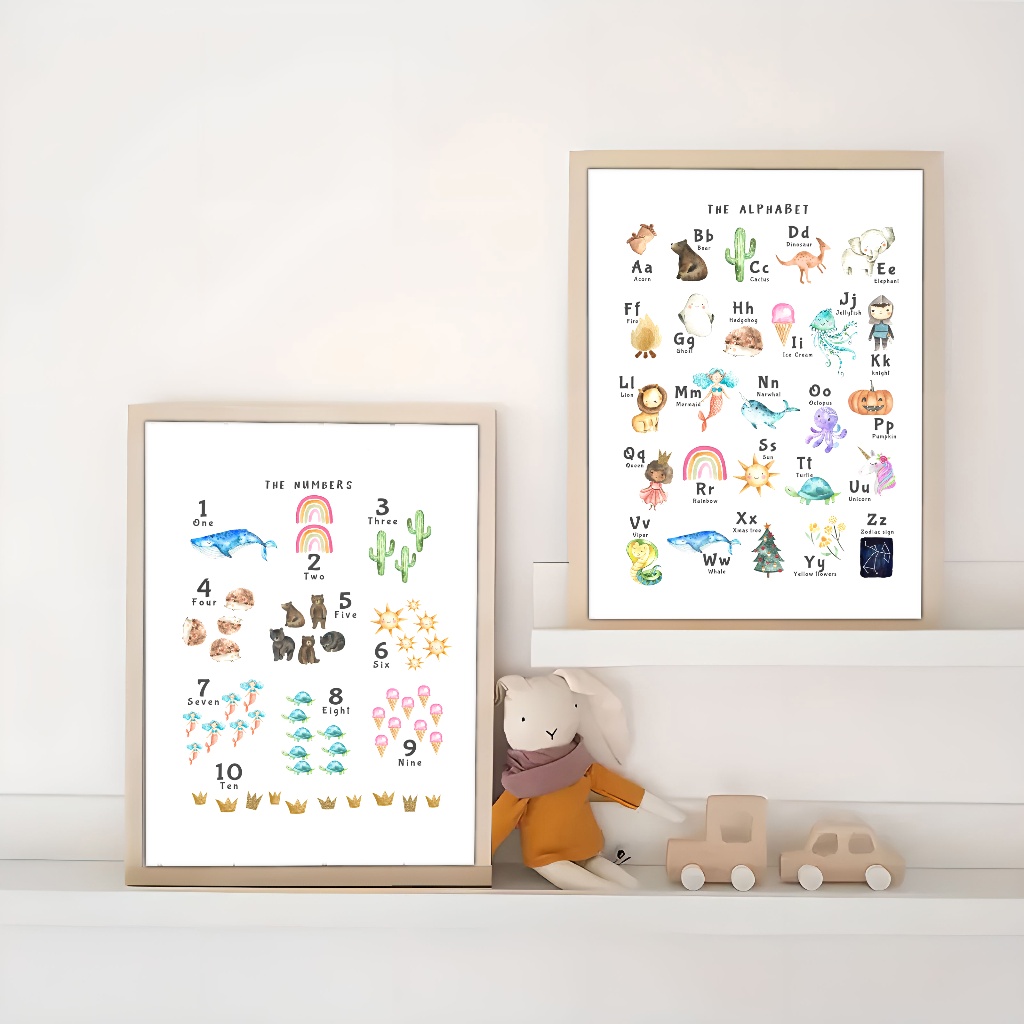 THE ALPHABET
Aa
Acorn
Bb
Bear
Cc
Cactus
Dd
Dinosaur
Ee
Elephant
Ff
Fire
Gg
Ghost
Hh
Hedgehog
Ii
Ice Cream
Jj
Jellyfish
Kk
Knight
Ll
Lion
Mm
Mermaid
Nn
Narwhal
Oo
Octopus
Pp
Pumpkin
Qq
Queen
Rr
Rainbow
Ss
Sun
Tt
Turtle
Uu
Unicorn
Vv
Viper
Ww
Whale
Xx
Xmas tree
Yy
Yellow flowers
Zz
Zodiac sign
THE NUMBERS
1
One
2
Two
3
Three
4
Four
5
Five
6
Six
7
Seven
8
Eight
9
Nine
10
Ten